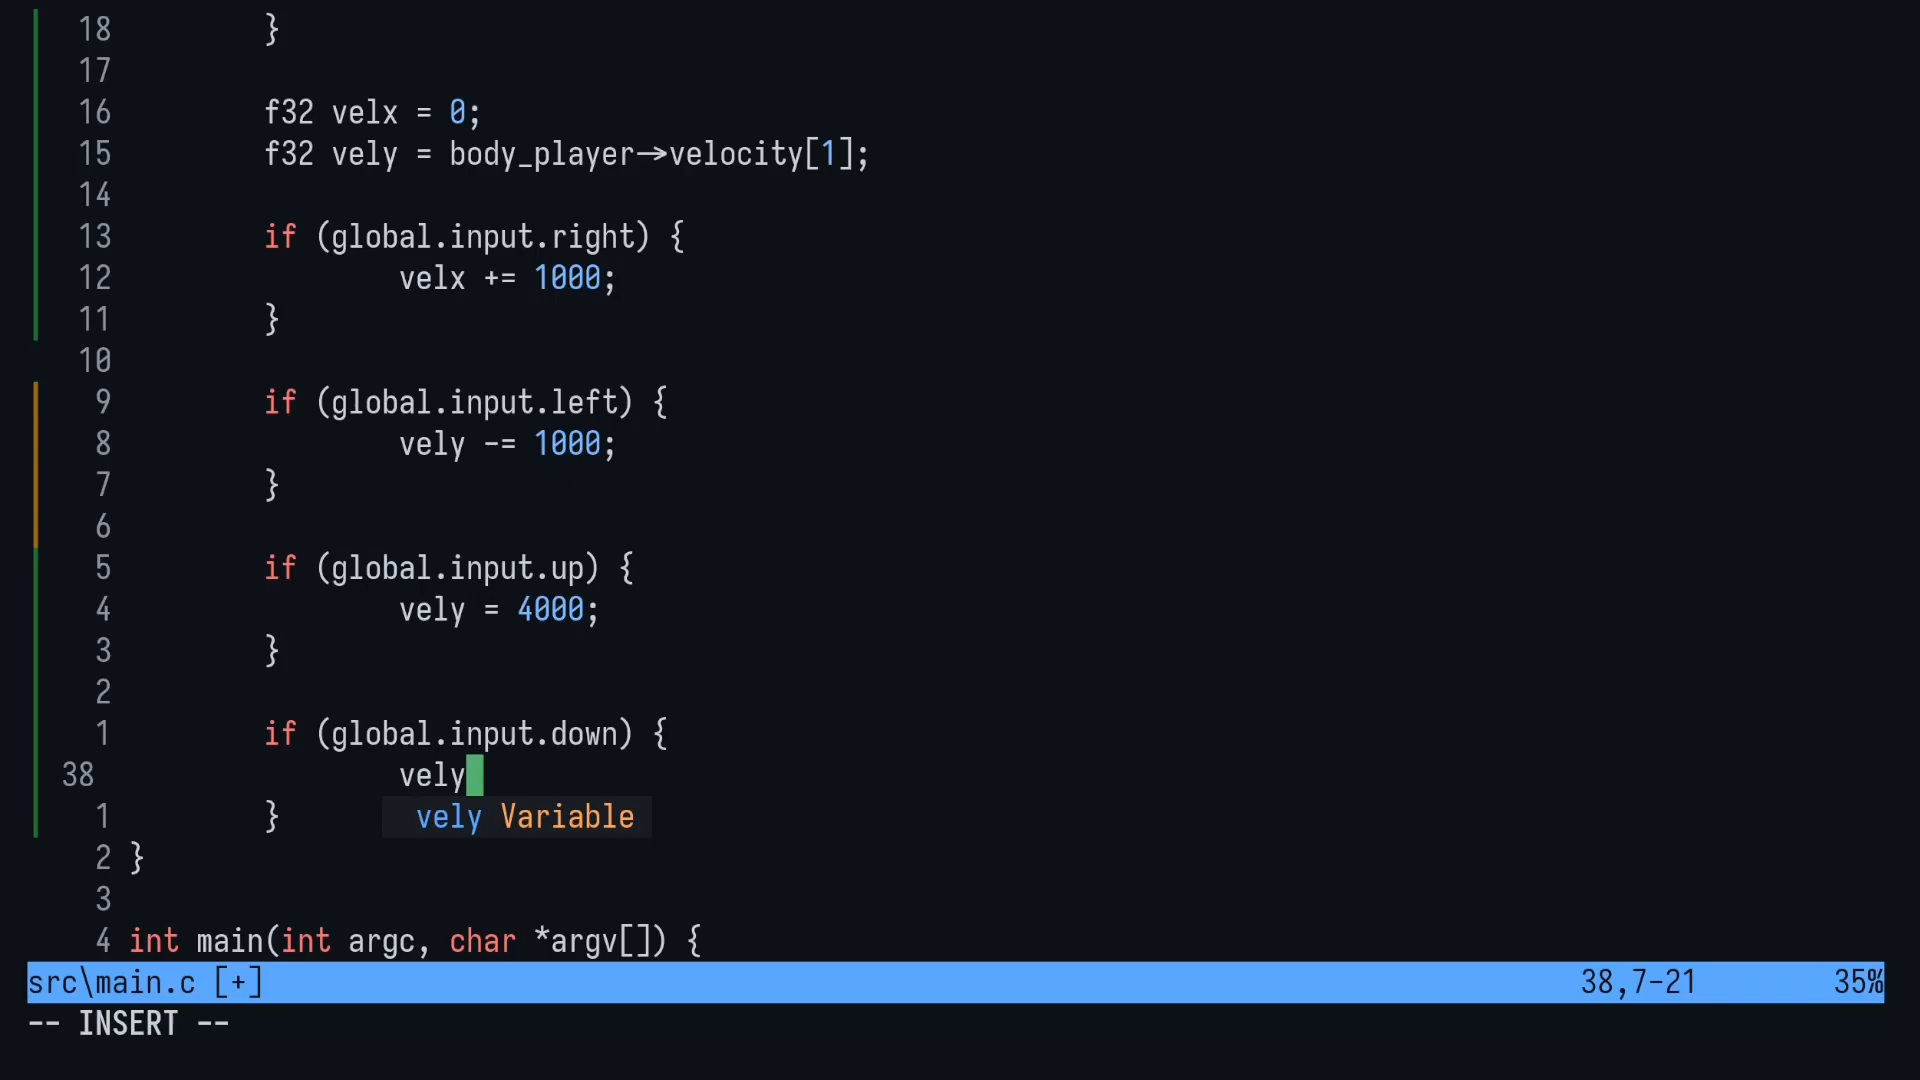 18 }
17
16 f32 velx = 0;
15 f32 vely = body_player->velocity[1];
14
13 if (global.input.right) {
12 velx += 1000;
11 }
10
9 if (global.input.left) {
8 vely -= 1000;
7 }
6
5 if (global.input.up) {
4 vely = 4000;
3 }
2
1 if (global.input.down) {
38 vely
1 } vely Variable
2 }
3
4 int main(int argc, char *argv[]) {
src\main.c [+] 38,7-21 35%
-- INSERT --